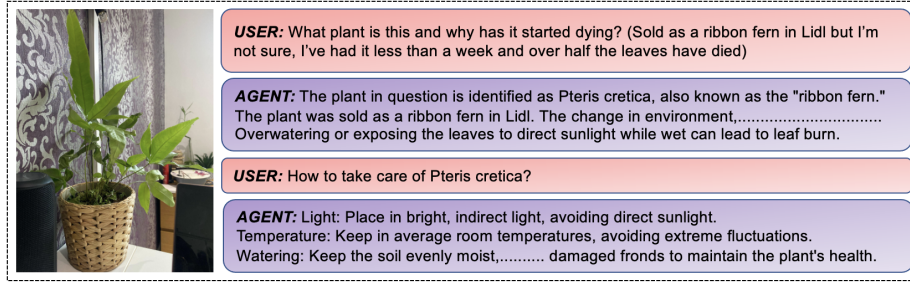 USER: What plant is this and why has it started dying? (Sold as a ribbon fern in Lidl but I'm
not sure, I've had it less than a week and over half the leaves have died)
AGENT: The plant in question is identified as Pteris cretica, also known as the "ribbon fern."
The plant was sold as a ribbon fern in Lidl. The change in environment,................................
Overwatering or exposing the leaves to direct sunlight while wet can lead to leaf burn.
USER: How to take care of Pteris cretica?
AGENT: Light: Place in bright, indirect light, avoiding direct sunlight.
Temperature: Keep in average room temperatures, avoiding extreme fluctuations.
Watering: Keep the soil evenly moist,.......... damaged fronds to maintain the plant's health.